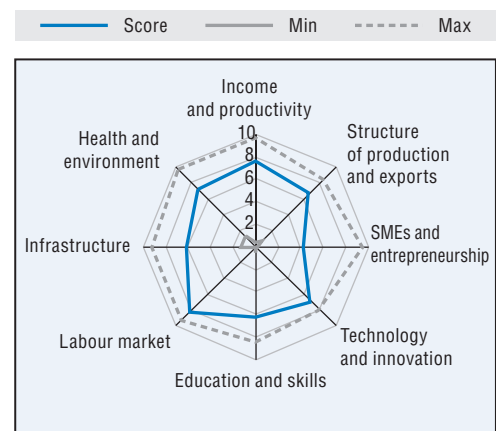 Score
Min
Max
Income
and productivity
Structure
of production
and exports
SMEs and
entrepreneurship
Technology
and innovation
Education and skills
Labour market
Infrastructure
Health and
environment
10
8
6
4
2